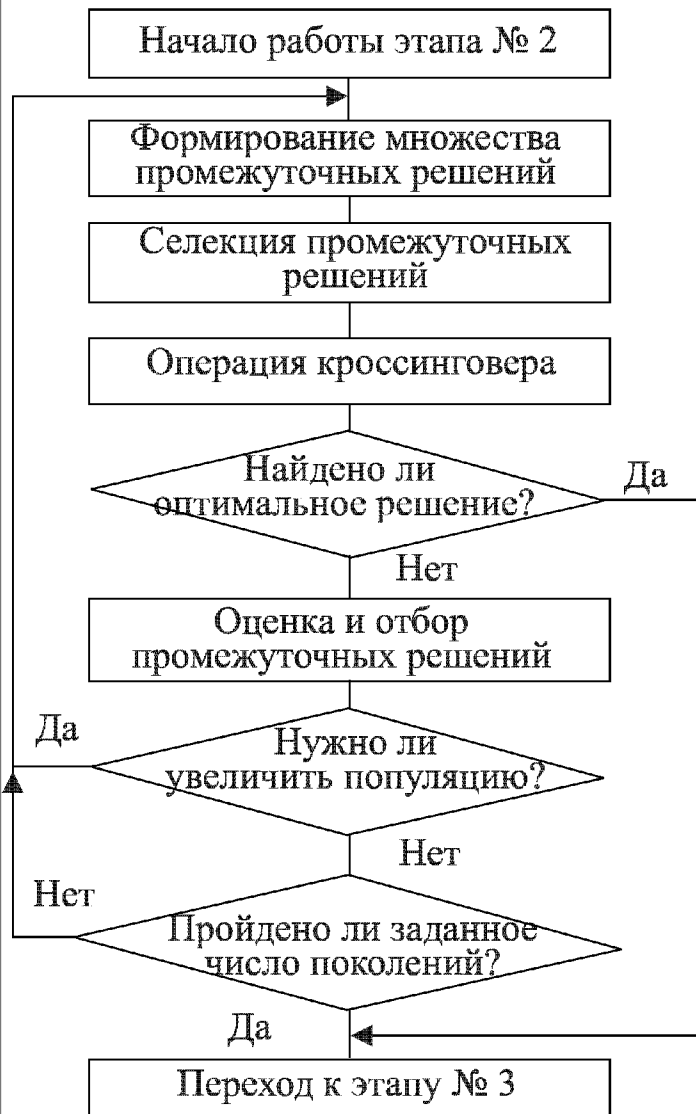 Начало работы этапа № 2
Формирование множества
промежуточных решений
Селекция промежуточных
решений
Операция кроссинговера
Найдено ли
оптимальное решение?
Да
Нет
Оценка и отбор
промежуточных решений
Да
Нужно ли
увеличить популяцию?
Нет
Нет
Пройдено ли заданное
число поколений?
Да
Переход к этапу № 3